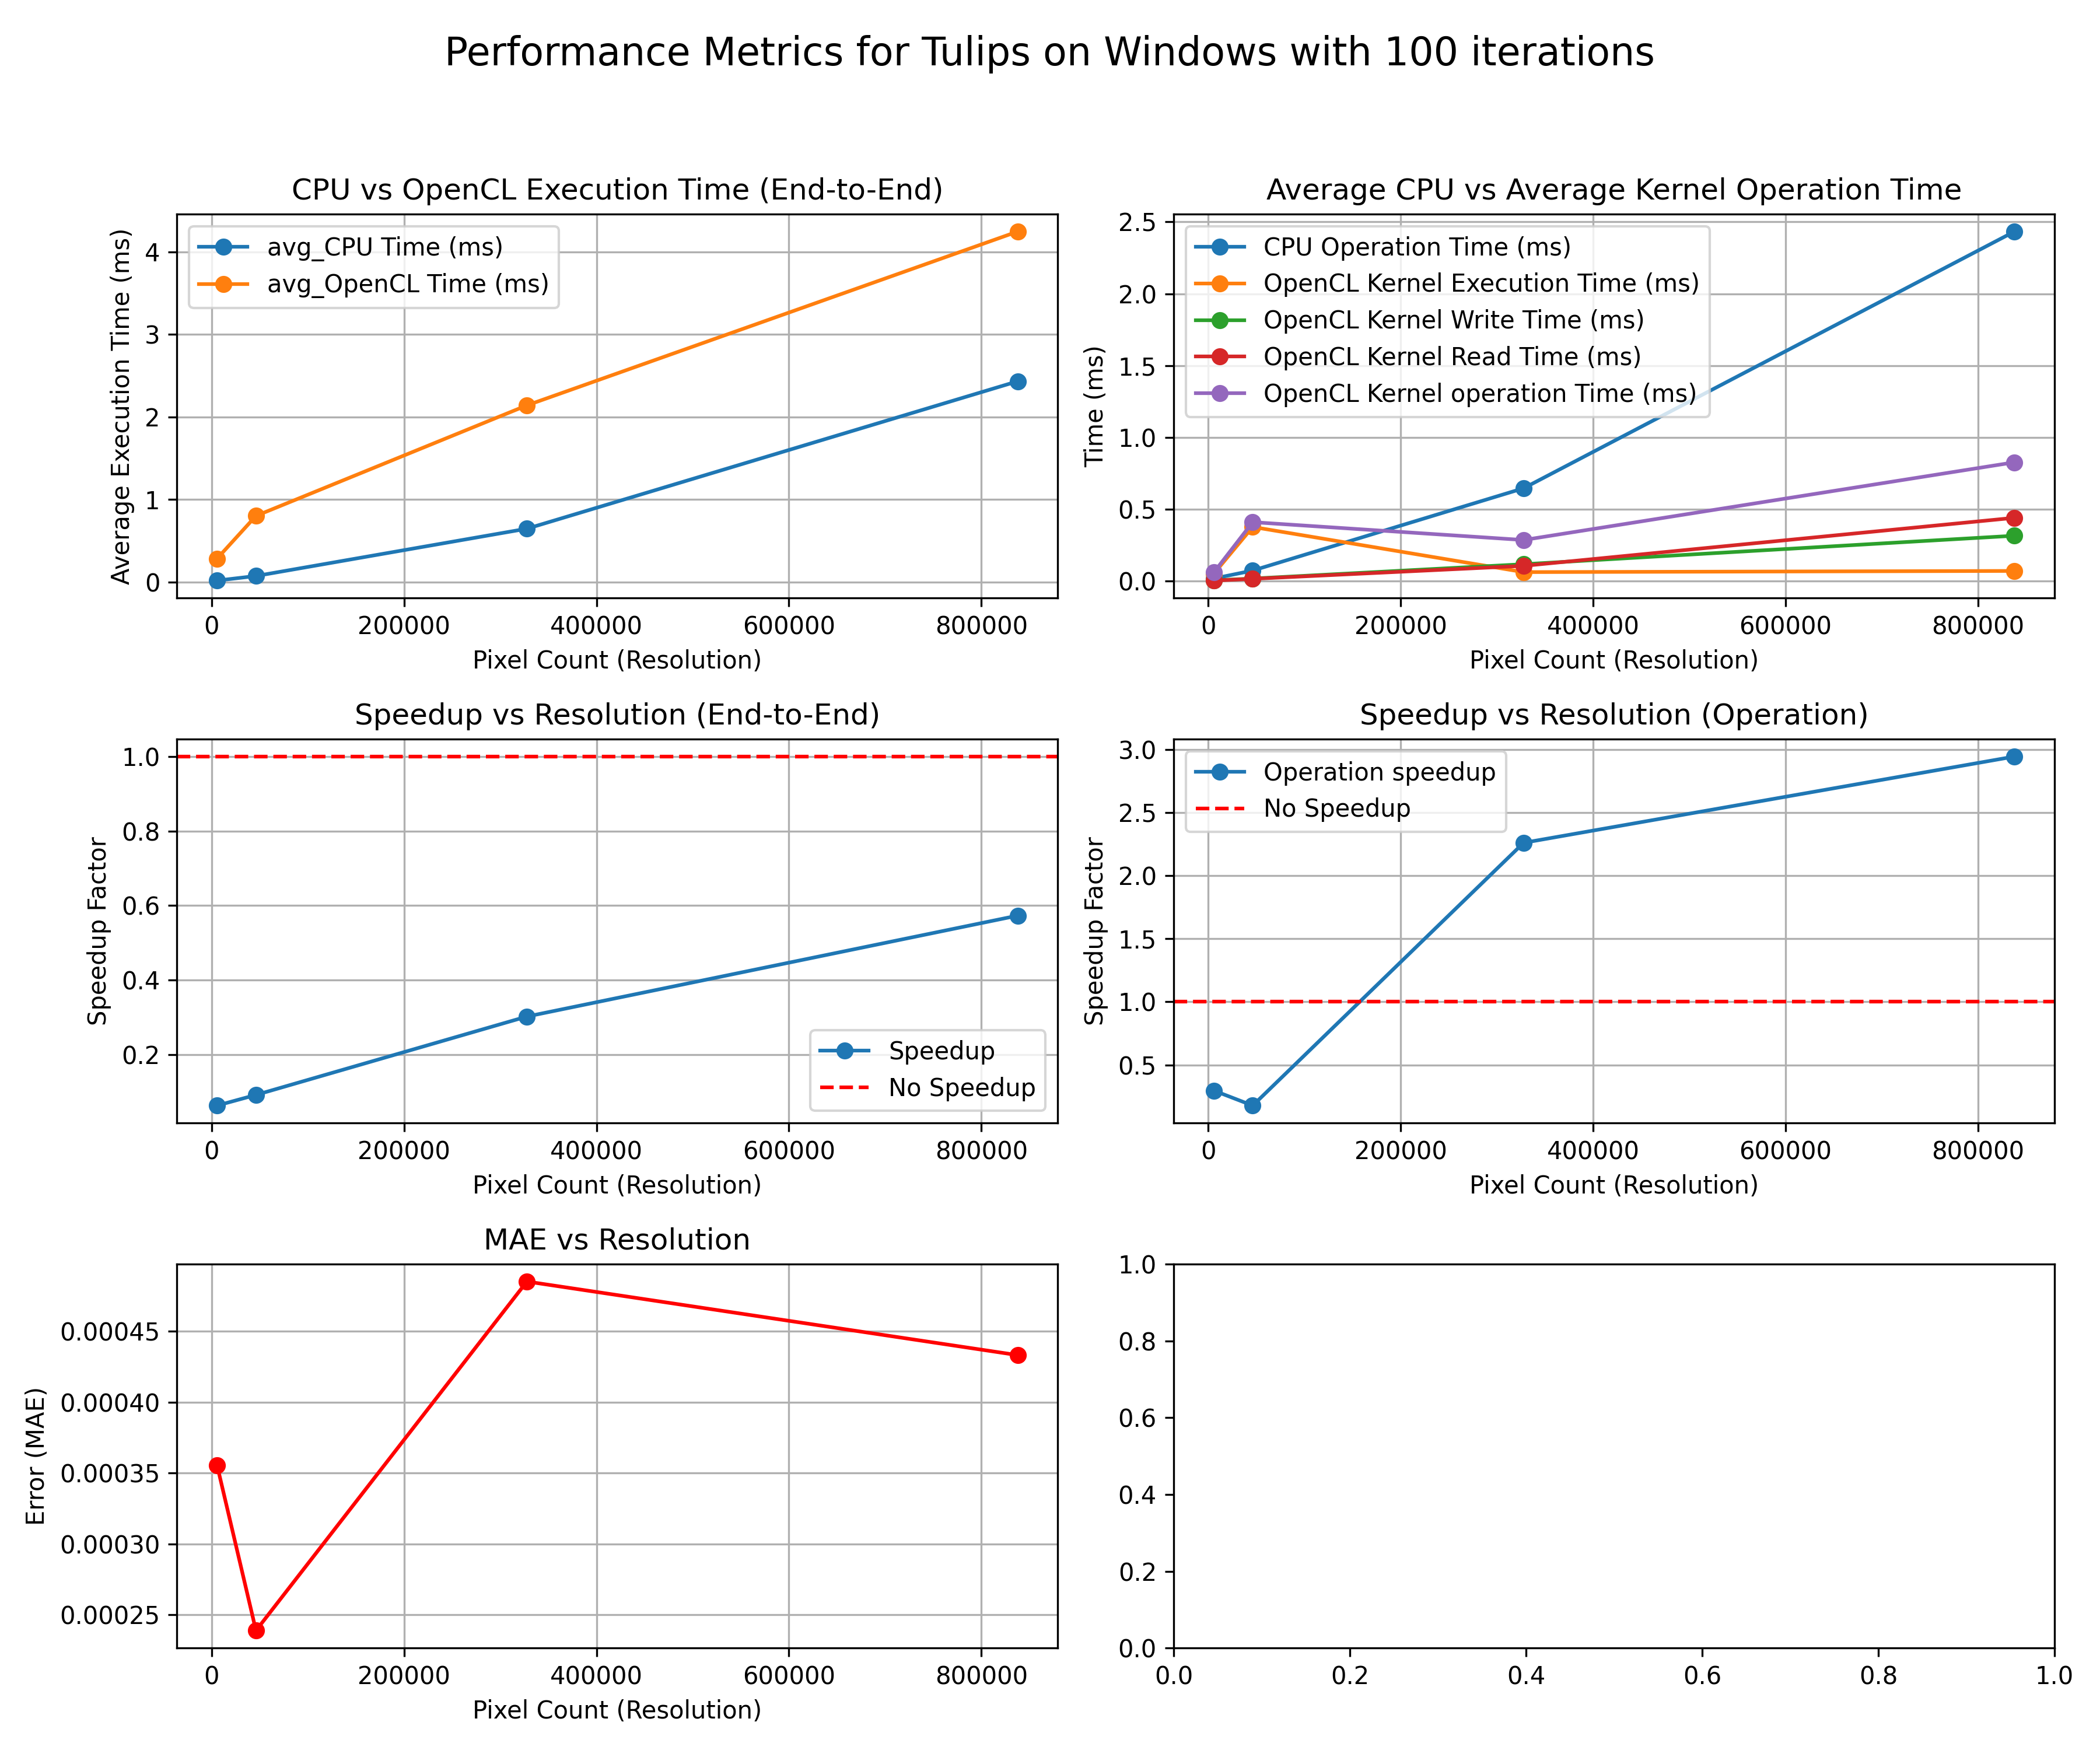 Performance Metrics for Tulips on Windows with 100 iterations
CPU vs OpenCL Execution Time (End-to-End)
Average Execution Time (ms)
4
3
2
1
0
avg_CPU Time (ms)
avg_OpenCL Time (ms)
0 200000 400000 600000 800000
Pixel Count (Resolution)
Average CPU vs Average Kernel Operation Time
Time (ms)
2.5
2.0
1.5
1.0
0.5
0.0
CPU Operation Time (ms)
OpenCL Kernel Execution Time (ms)
OpenCL Kernel Write Time (ms)
OpenCL Kernel Read Time (ms)
OpenCL Kernel operation Time (ms)
0 200000 400000 600000 800000
Pixel Count (Resolution)
Speedup vs Resolution (End-to-End)
Speedup Factor
1.0
0.8
0.6
0.4
0.2
Speedup
No Speedup
0 200000 400000 600000 800000
Pixel Count (Resolution)
Speedup vs Resolution (Operation)
Speedup Factor
3.0
2.5
2.0
1.5
1.0
0.5
Operation speedup
No Speedup
0 200000 400000 600000 800000
Pixel Count (Resolution)
MAE vs Resolution
Error (MAE)
0.00045
0.00040
0.00035
0.00030
0.00025
0 200000 400000 600000 800000
Pixel Count (Resolution)
1.0
0.8
0.6
0.4
0.2
0.0
0.0 0.2 0.4 0.6 0.8 1.0